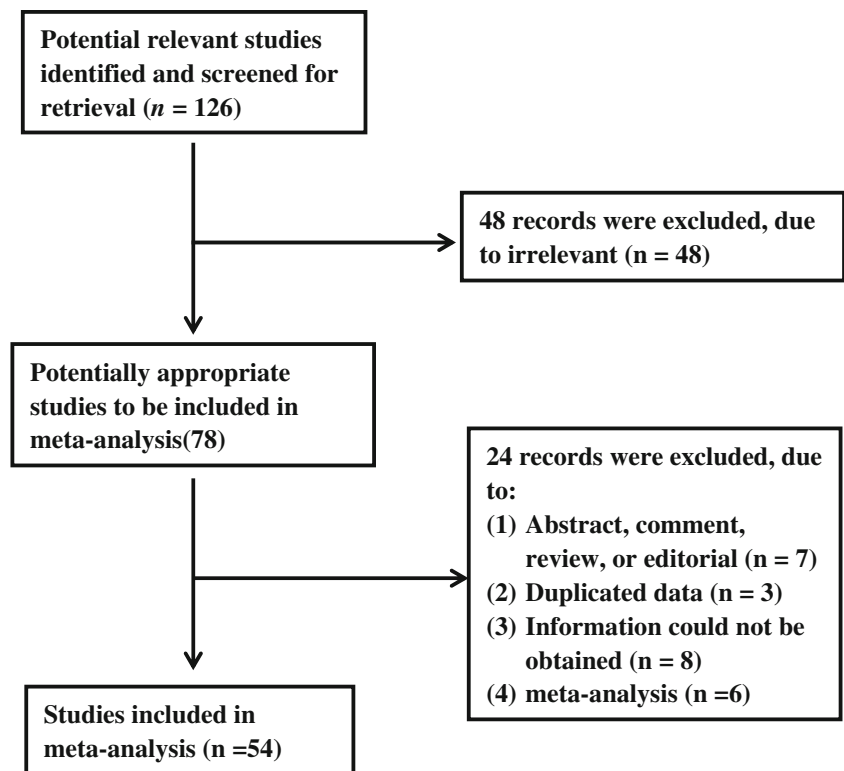 Potential relevant studies
identified and screened for
retrieval (n = 126)
48 records were excluded, due
to irrelevant (n = 48)
Potentially appropriate
studies to be included in
meta-analysis(78)
24 records were excluded, due
to:
(1) Abstract, comment,
review, or editorial (n = 7)
(2) Duplicated data (n = 3)
(3) Information could not be
obtained (n = 8)
(4) meta-analysis (n =6)
Studies included in
meta-analysis (n =54)